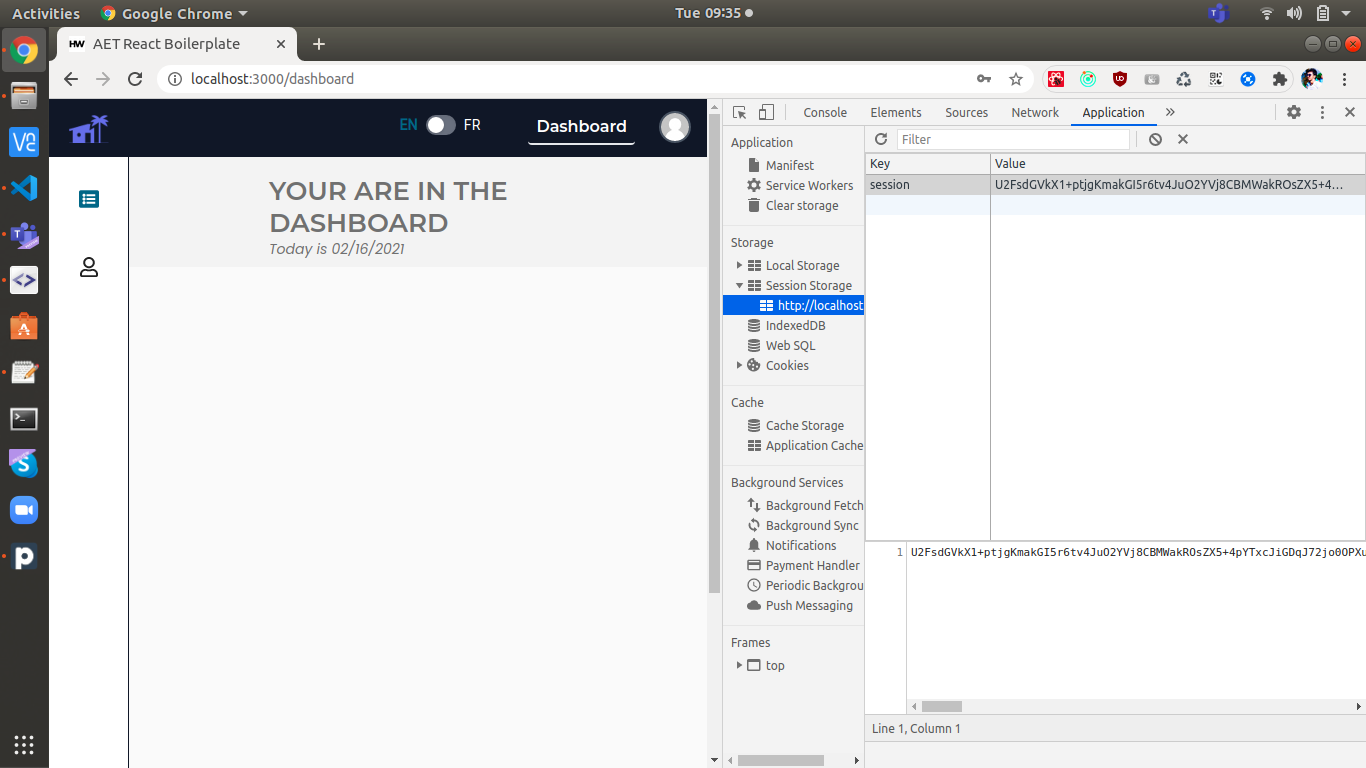 Activities
Google Chrome
Tue 09:35
HW AET React Boilerplate
localhost:3000/dashboard
EN FR
Dashboard
YOUR ARE IN THE
DASHBOARD
Today is 02/16/2021
Console Elements Sources Network Application
Application
Manifest
Service Workers
Clear storage
Storage
Local Storage
Session Storage
http://localhost
IndexedDB
Web SQL
Cookies
Cache
Cache Storage
Application Cache
Background Services
Background Fetch
Background Sync
Notifications
Payment Handler
Periodic Backgrou
Push Messaging
Frames
top
Filter
Key Value
session U2FsdGVkX1+ptjgKmakGI5r6tv4JuO2YVj8CBMWakROsZX5+4…
1 U2FsdGVkX1+ptjgKmakGI5r6tv4JuO2YVj8CBMWakROsZX5+4pYTxcJiGDqJ72jo0OPXu
Line 1, Column 1